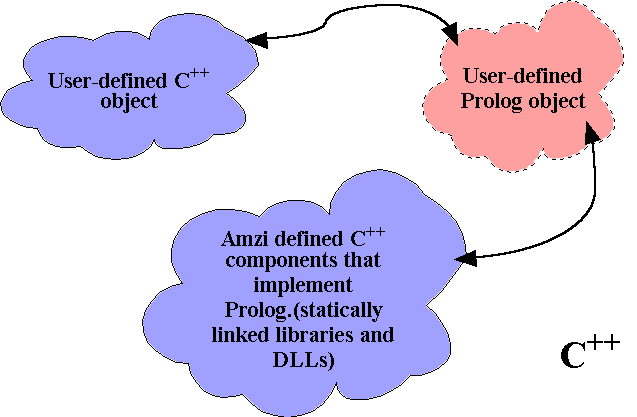 User-defined C++
object
User-defined
Prolog object
Amzi defined C++
components that
implement
Prolog.(statically
linked libraries and
DLLs)
C++